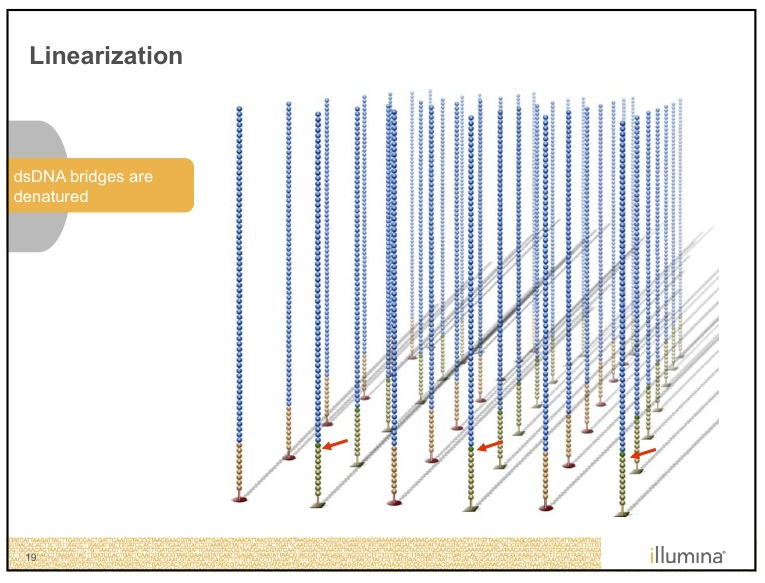 Linearization
dsDNA bridges are
denatured
19
illumina®